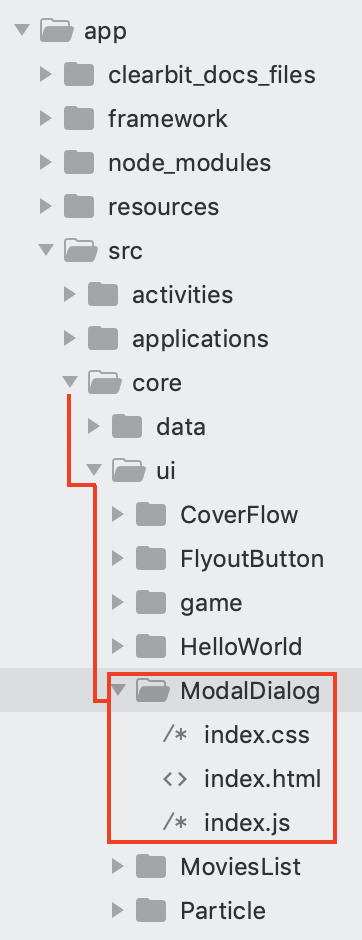 app
clearbit_docs_files
framework
node_modules
resources
src
activities
applications
core
data
ui
CoverFlow
FlyoutButton
game
HelloWorld
ModalDialog
/* index.css
<> index.html
/* index.js
MoviesList
Particle